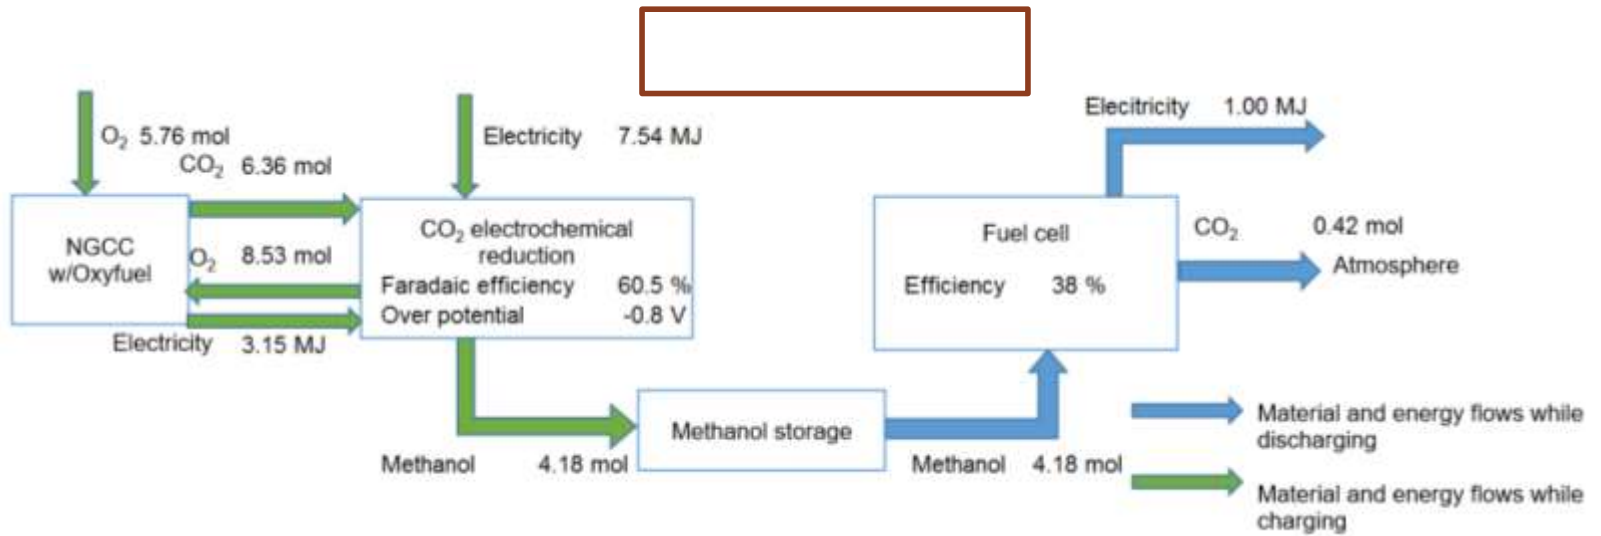 O2 5.76 mol
CO2 6.36 mol
Electricity 7.54 MJ
Elecitricity 1.00 MJ
NGCC
w/Oxyfuel
O2 8.53 mol
Electricity 3.15 MJ
CO2 electrochemical
reduction
Faradaic efficiency 60.5 %
Over potential -0.8 V
Fuel cell
Efficiency 38 %
CO2 0.42 mol
Atmosphere
Methanol 4.18 mol
Methanol storage
Methanol 4.18 mol
Material and energy flows while
discharging
Material and energy flows while
charging